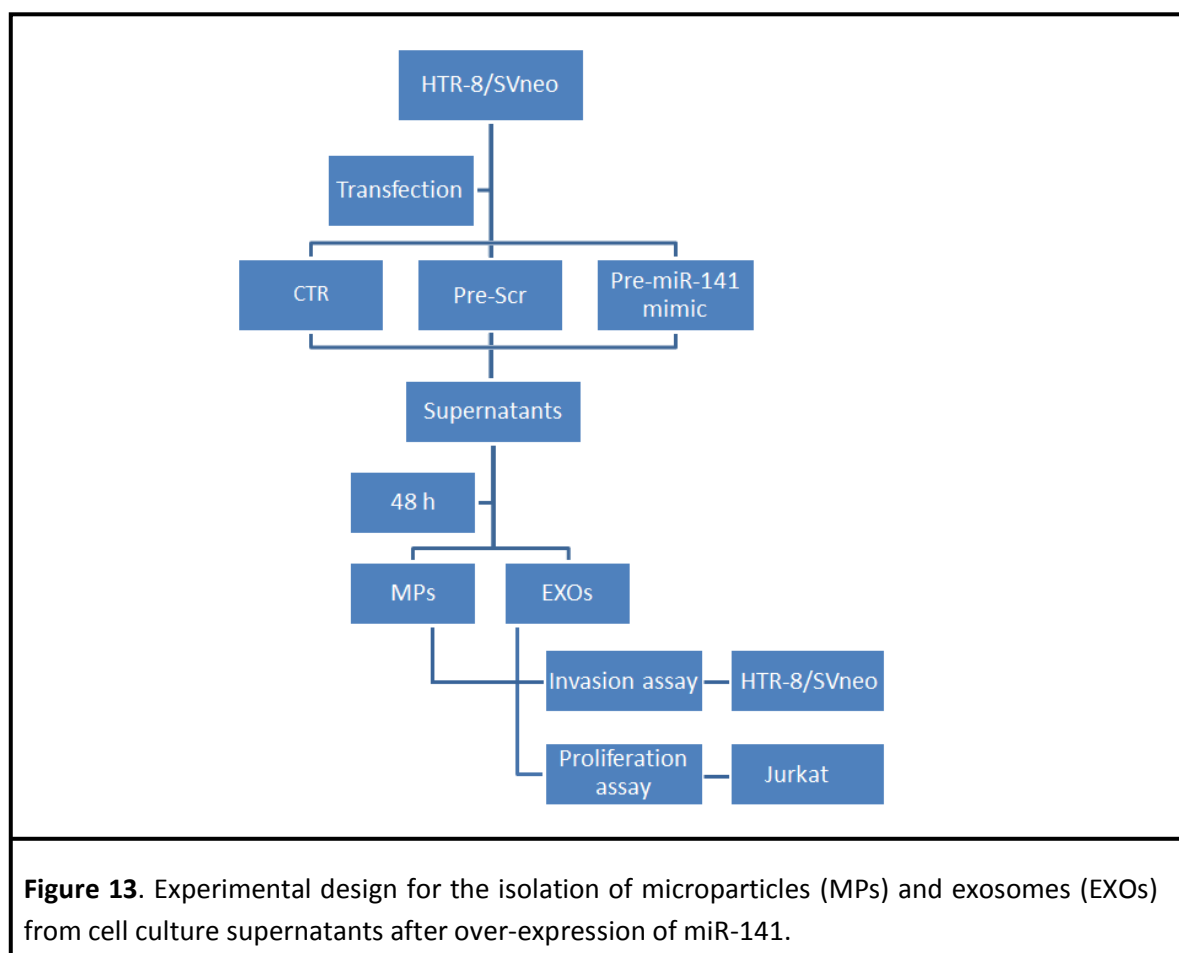 HTR-8/SVneo
Transfection
CTR
Pre-Scr
Pre-miR-141
mimic
Supernatants
48 h
MPs
EXOs
Invasion assay
HTR-8/SVneo
Proliferation
assay
Jurkat
Figure 13. Experimental design for the isolation of microparticles (MPs) and exosomes (EXOs)
from cell culture supernatants after over-expression of miR-141.